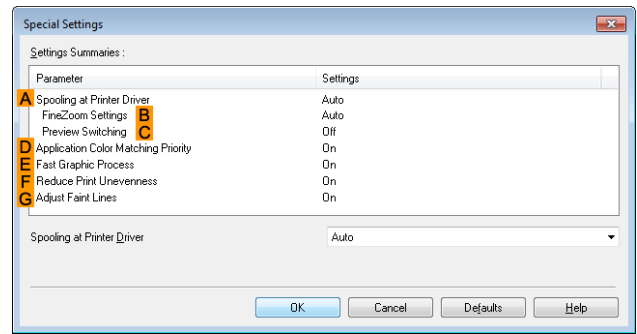 Special Settings
Settings Summaries :
Parameter Settings
A Spooling at Printer Driver Auto
FineZoom Settings B Auto
Preview Switching C Off
D Application Color Matching Priority On
E Fast Graphic Process On
F Reduce Print Unevenness On
G Adjust Faint Lines On
Spooling at Printer Driver Auto
OK Cancel Defaults Help